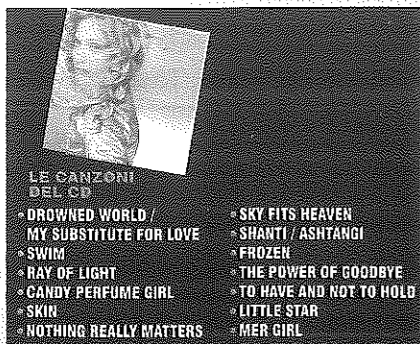 LE CANZONI
DEL CD
• DROWNED WORLD /
MY SUBSTITUTE FOR LOVE
• SWIM
• RAY OF LIGHT
• CANDY PERFUME GIRL
• SKIN
• NOTHING REALLY MATTERS
• SKY FITS HEAVEN
• SHANTI / ASHTANGI
• FROZEN
• THE POWER OF GOODBYE
• TO HAVE AND NOT TO HOLD
• LITTLE STAR
• MER GIRL